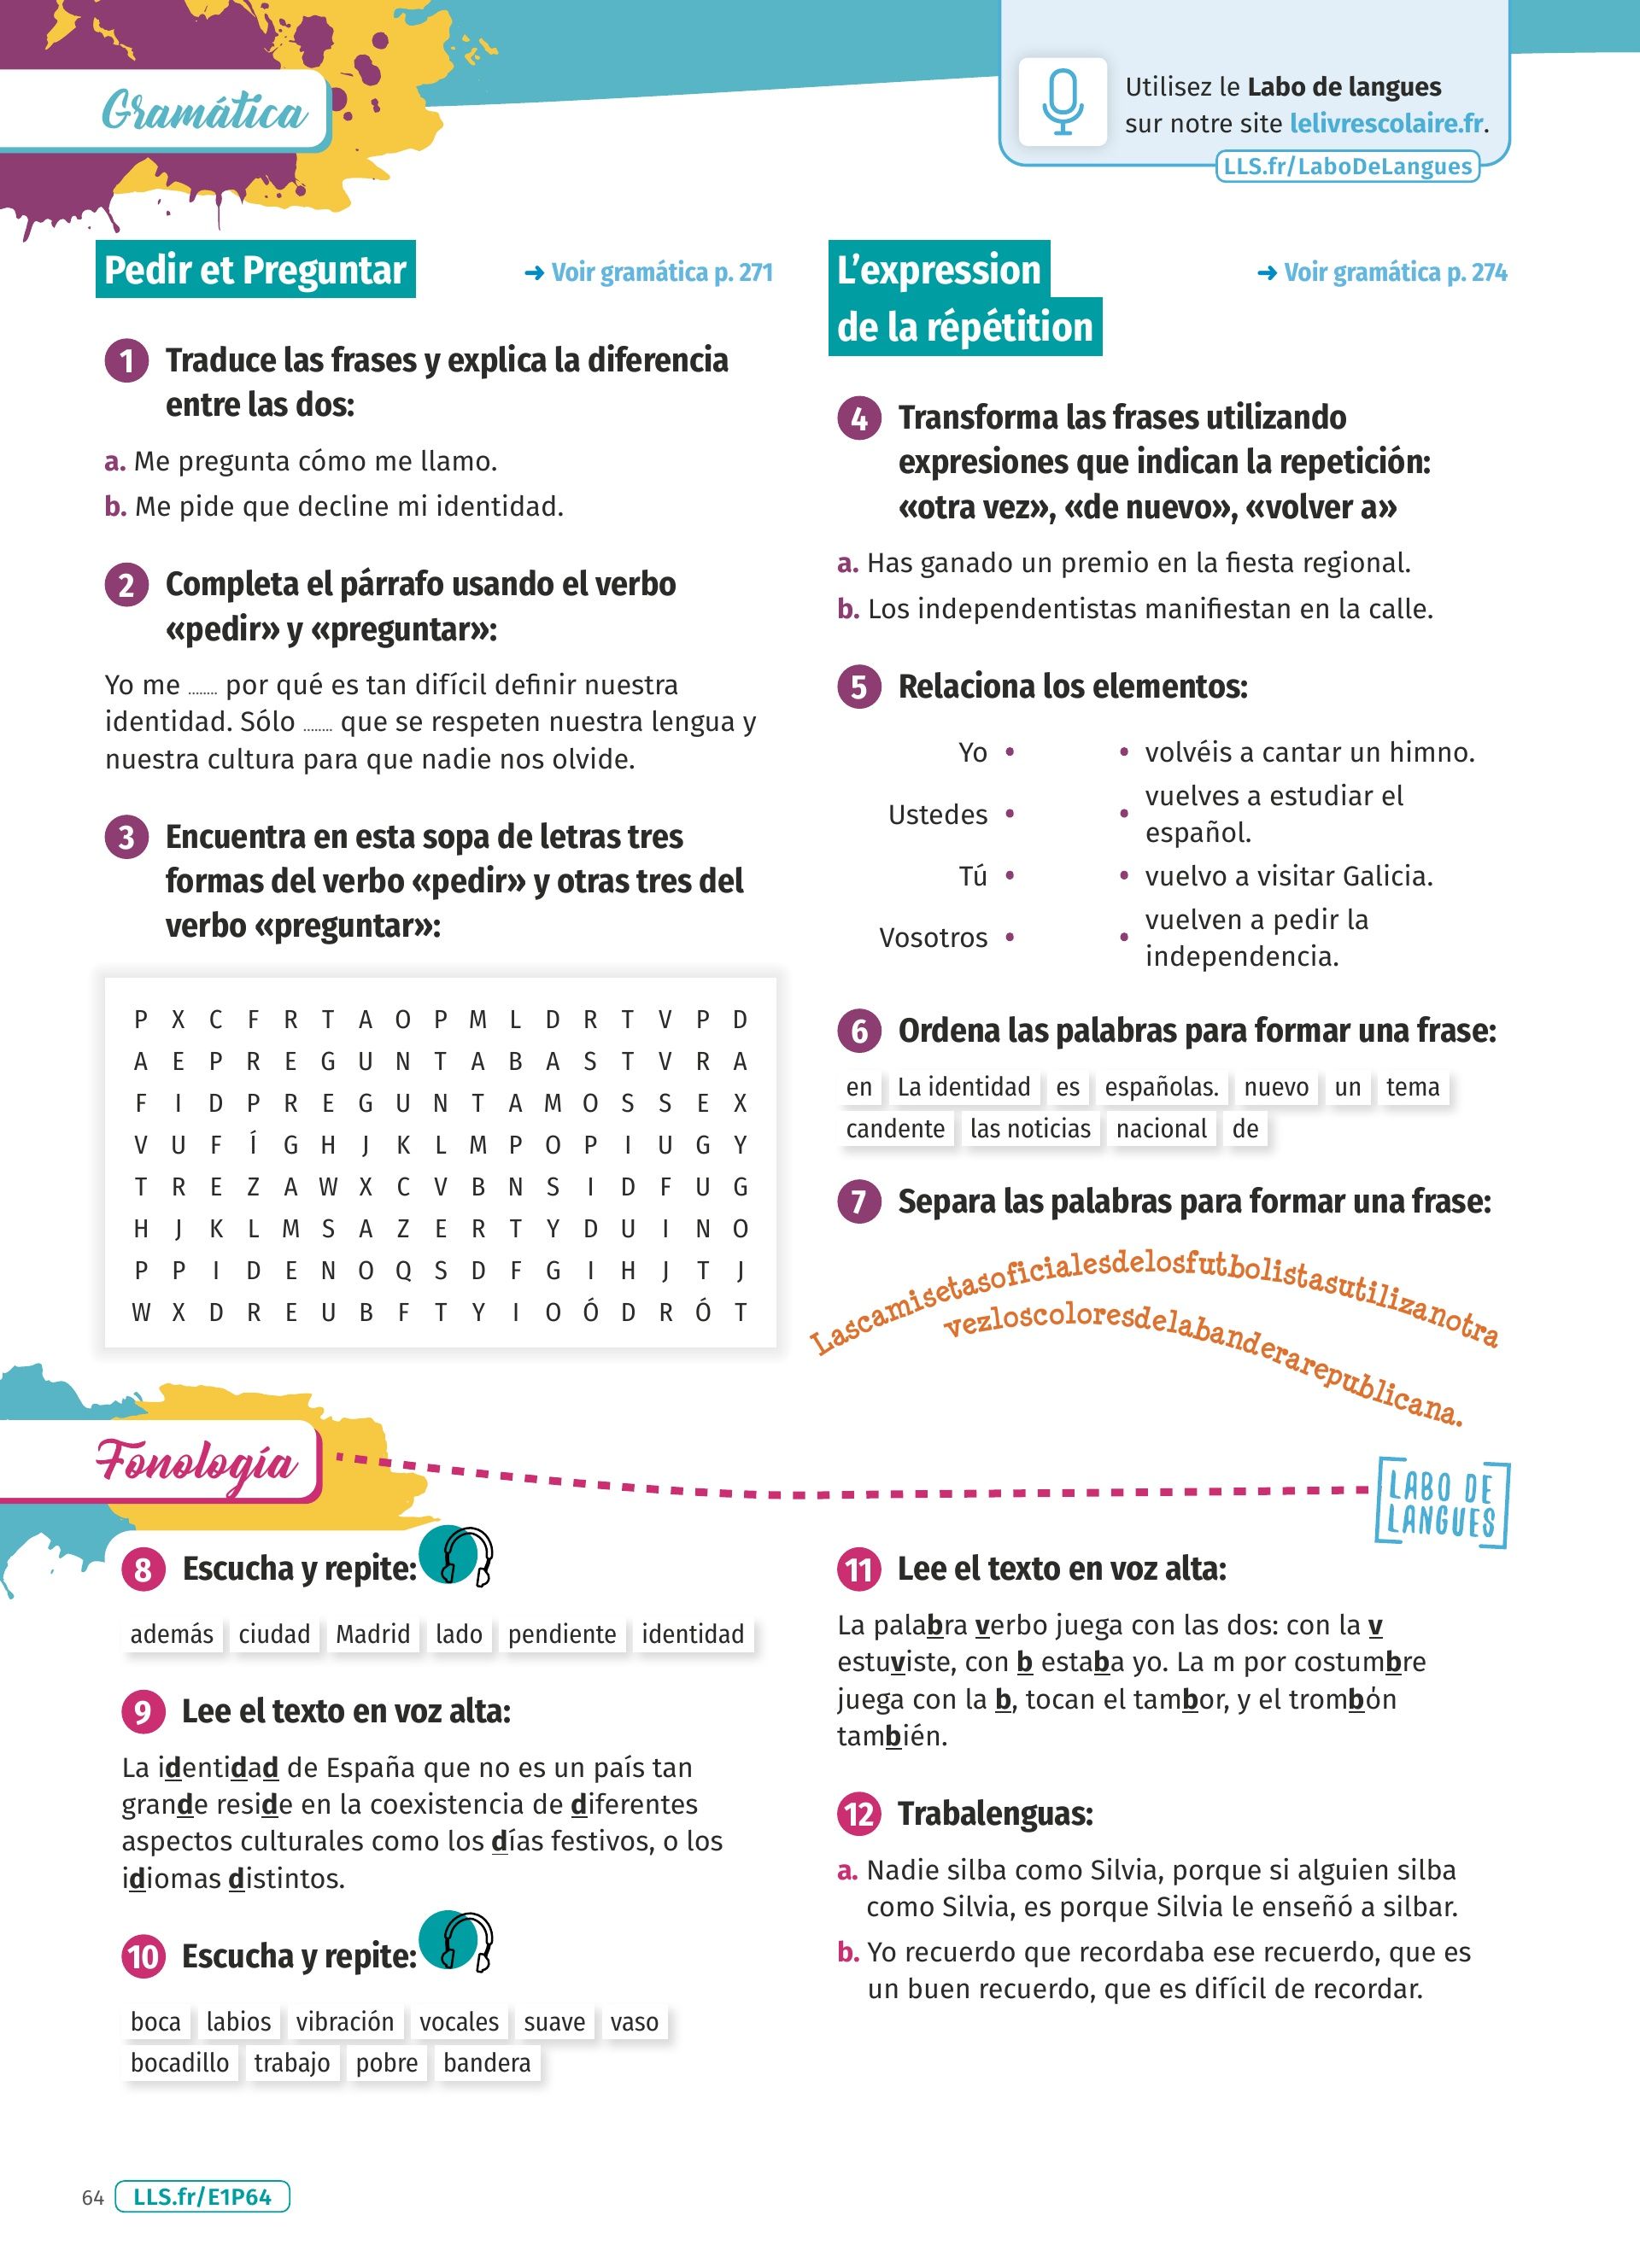 Gramática
Utilisez le Labo de langues
sur notre site lelivrescolaire.fr.
LLS.fr/LaboDeLangues
Pedir et Preguntar
➜ Voir gramática p. 271
1 Traduce las frases y explica la diferencia
entre las dos:
a. Me pregunta cómo me llamo.
b. Me pide que decline mi identidad.
2 Completa el párrafo usando el verbo
«pedir» y «preguntar»:
Yo me ........ por qué es tan difícil definir nuestra
identidad. Sólo ........ que se respeten nuestra lengua y
nuestra cultura para que nadie nos olvide.
3 Encuentra en esta sopa de letras tres
formas del verbo «pedir» y otras tres del
verbo «preguntar»:
P X C F R T A O P M L D R T V P D
A E P R E G U N T A B A S T V R A
F I D P R E G U N T A M O S S E X
V U F Í G H J K L M P O P I U G Y
T R E Z A W X C V B N S I D F U G
H J K L M S A Z E R T Y D U I N O
P P I D E N O Q S D F G I H J T J
W X D R E U B F T Y I O Ó D R Ó T
L'expression
de la répétition
➜ Voir gramática p. 274
4 Transforma las frases utilizando
expresiones que indican la repetición:
«otra vez», «de nuevo», «volver a»
a. Has ganado un premio en la fiesta regional.
b. Los independentistas manifiestan en la calle.
5 Relaciona los elementos:
Yo • • volvéis a cantar un himno.
Ustedes • • vuelves a estudiar el
español.
Tú • • vuelvo a visitar Galicia.
Vosotros • • vuelven a pedir la
independencia.
6 Ordena las palabras para formar una frase:
en La identidad es españolas. nuevo un tema
candente las noticias nacional de
7 Separa las palabras para formar una frase:
Lascamisetasoficialesdelosfutbolistasutilizanotra
vezloscoloresdelabanderarepublicana.
Fonología
LABO DE
LANGUES
8 Escucha y repite:
además ciudad Madrid lado pendiente identidad
9 Lee el texto en voz alta:
La identidad de España que no es un país tan
grande reside en la coexistencia de diferentes
aspectos culturales como los días festivos, o los
idiomas distintos.
10 Escucha y repite:
boca labios vibración vocales suave vaso
bocadillo trabajo pobre bandera
11 Lee el texto en voz alta:
La palabra verbo juega con las dos: con la v
estuviste, con b estaba yo. La m por costumbre
juega con la b, tocan el tambor, y el trombón
también.
12 Trabalenguas:
a. Nadie silba como Silvia, porque si alguien silba
como Silvia, es porque Silvia le enseñó a silbar.
b. Yo recuerdo que recordaba ese recuerdo, que es
un buen recuerdo, que es difícil de recordar.
64 LLS.fr/E1P64